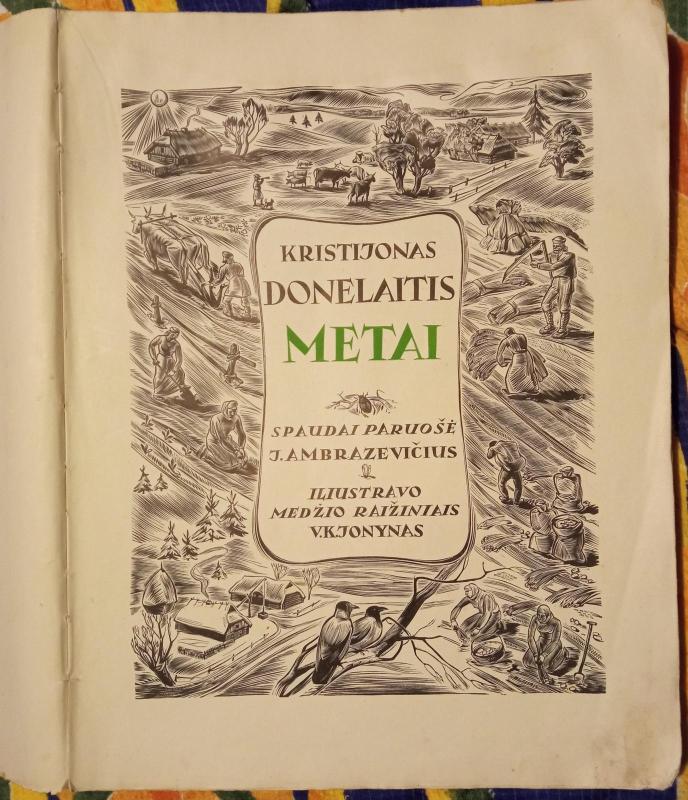 KRISTIJONAS
DONELAITIS
METAI
SPAUDAI PARUOŠĖ
J. AMBRAZEVIČIUS
ILIUSTRAVO
MEDŽIO RAIŽINIAIS
V.K.JONYNAS